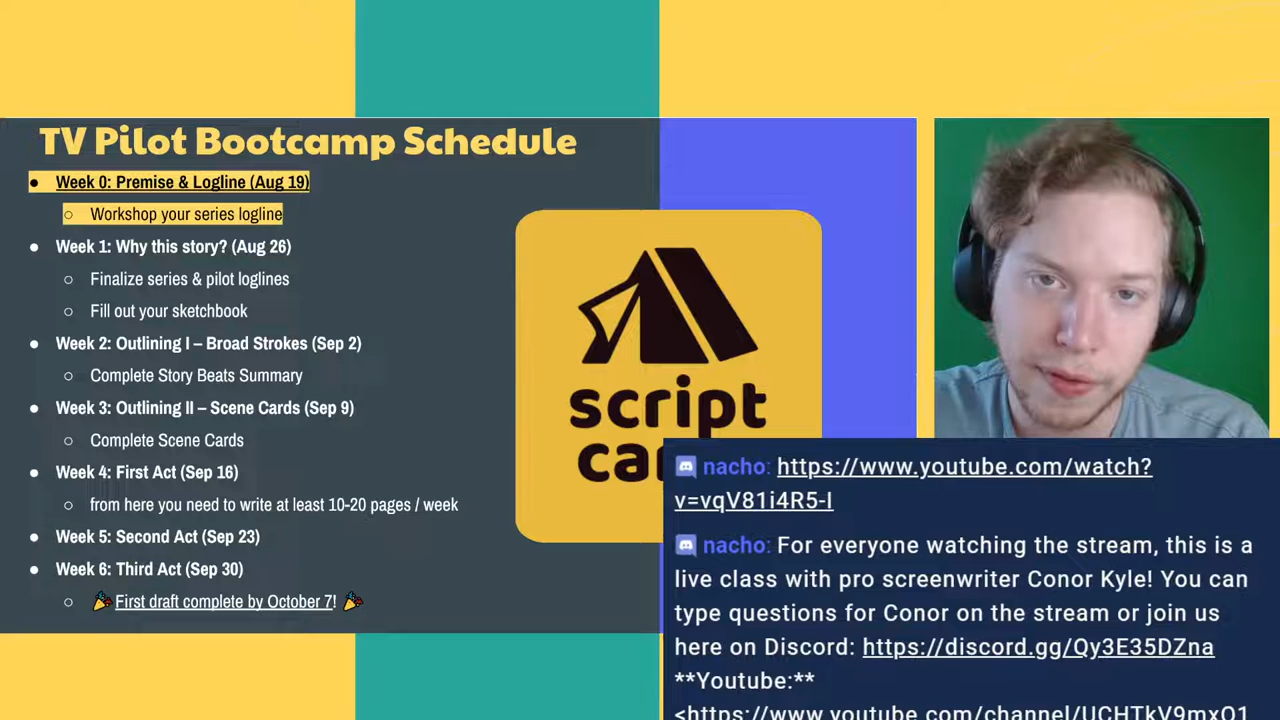 TV Pilot Bootcamp Schedule
● Week 0: Premise & Logline (Aug 19)
○ Workshop your series logline
● Week 1: Why this story? (Aug 26)
○ Finalize series & pilot loglines
○ Fill out your sketchbook
● Week 2: Outlining I – Broad Strokes (Sep 2)
○ Complete Story Beats Summary
● Week 3: Outlining II – Scene Cards (Sep 9)
○ Complete Scene Cards
● Week 4: First Act (Sep 16)
○ from here you need to write at least 10-20 pages / week
● Week 5: Second Act (Sep 23)
● Week 6: Third Act (Sep 30)
○ 🎉First draft complete by October 7! 🎉
script
nacho: https://www.youtube.com/watch?
v=vqV81i4R5-I
nacho: For everyone watching the stream, this is a
live class with pro screenwriter Conor Kyle! You can
type questions for Conor on the stream or join us
here on Discord: https://discord.gg/Qy3E35DZna
**Youtube:**
<https://www.youtube.com/channel/UCHTkV9mxO1